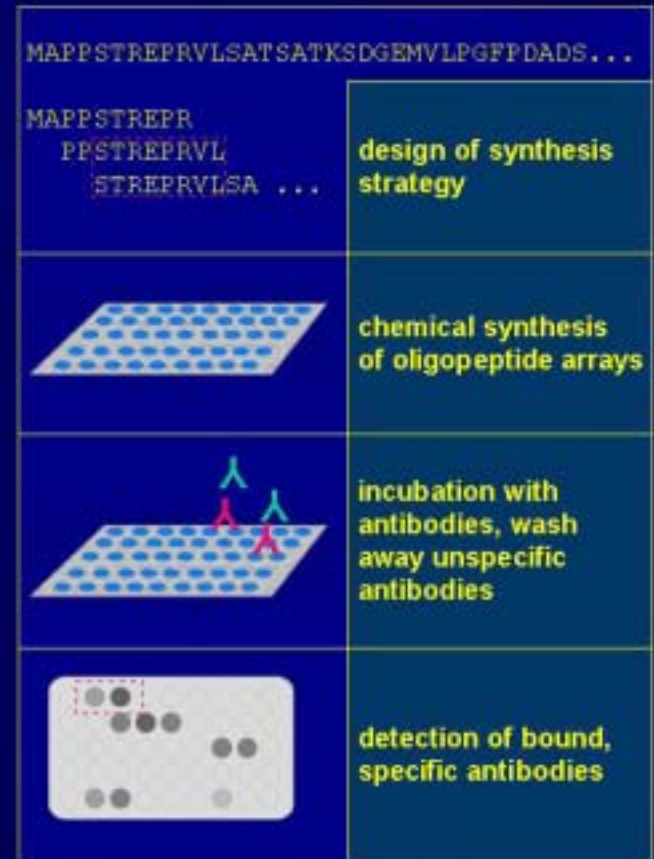 MAPPSTREPRVLSATSATKSDGEMVLPGFPDADS...
MAPPSTREPR
PPSTREPRVL
STREPRVLSA ...
design of synthesis
strategy
chemical synthesis
of oligopeptide arrays
incubation with
antibodies, wash
away unspecific
antibodies
detection of bound,
specific antibodies